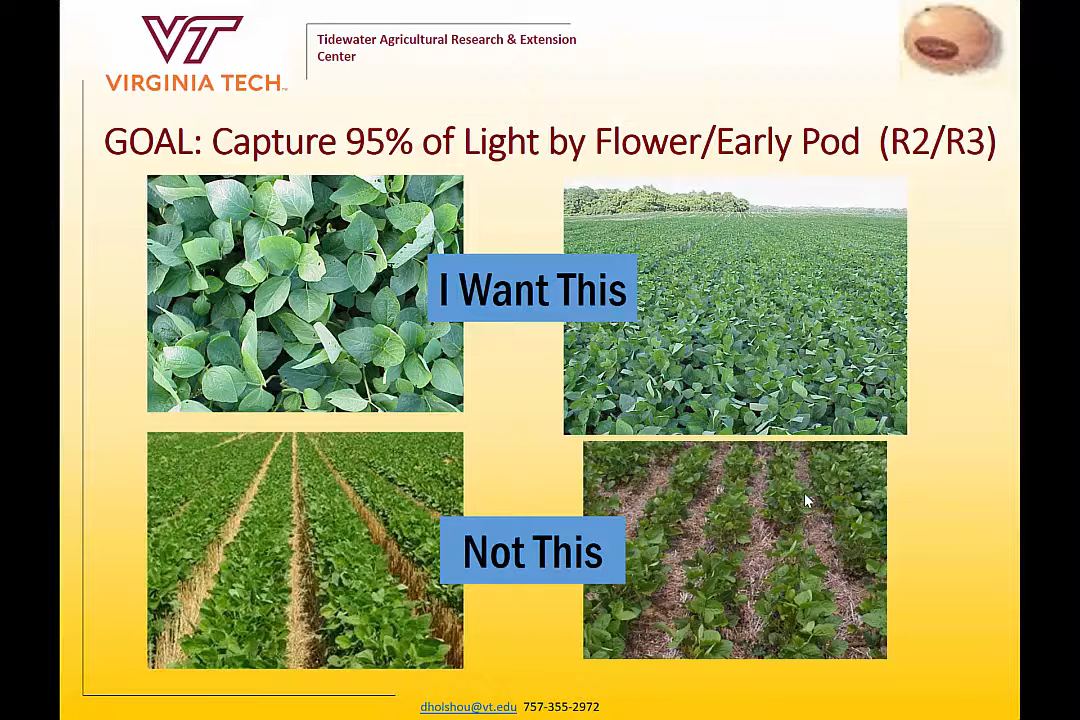 VT
VIRGINIA TECH
Tidewater Agricultural Research & Extension
Center
GOAL: Capture 95% of Light by Flower/Early Pod (R2/R3)
I Want This
Not This
dholshou@vt.edu 757-355-2972